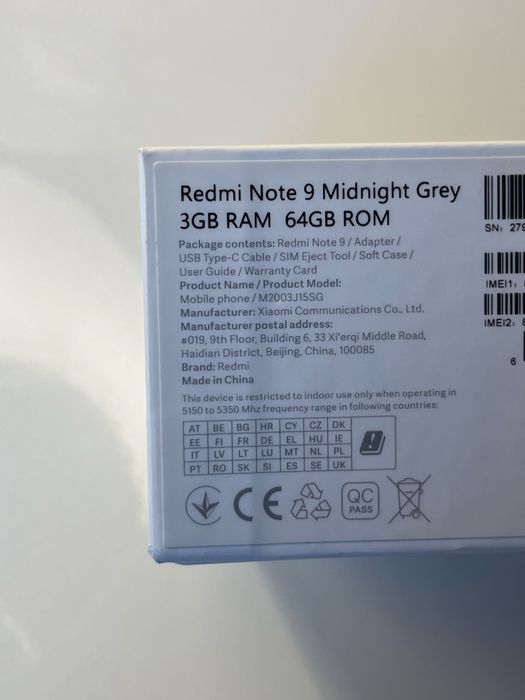 Redmi Note 9 Midnight Grey
3GB RAM 64GB ROM
Package contents: Redmi Note 9 / Adapter /
USB Type-C Cable / SIM Eject Tool / Soft Case /
User Guide / Warranty Card
Product Name / Product Model:
Mobile phone / M2003J15SG
Manufacturer: Xiaomi Communications Co., Ltd.
Manufacturer postal address:
#019, 9th Floor, Building 6, 33 Xi'erqi Middle Road,
Haidian District, Beijing, China, 100085
Brand: Redmi
Made in China
This device is restricted to indoor use only when operating in
5150 to 5350 Mhz frequency range in following countries:
AT BE BG HR CY CZ DK
EE FI FR DE EL HU IE
IT LV LT LU MT NL PL
PT RO SK SI ES SE UK
CE
QC
PASS
SN: 279
IMEI1:
IMEI2:
6